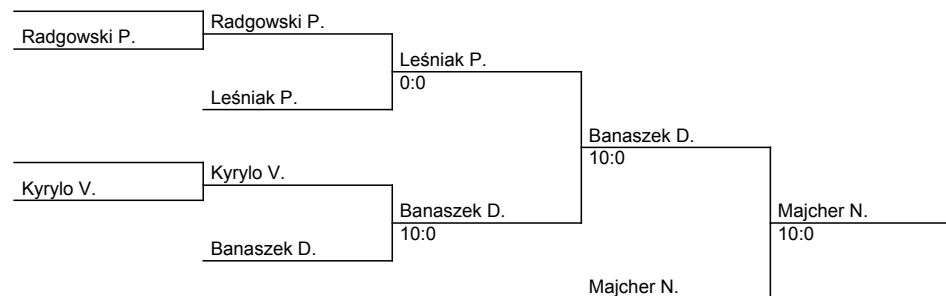 Radgowski P.
Radgowski P.
Leśniak P.
0:0
Leśniak P.
Banaszek D.
10:0
Kyrylo V.
Kyrylo V.
Banaszek D.
10:0
Majcher N.
10:0
Banaszek D.
Majcher N.